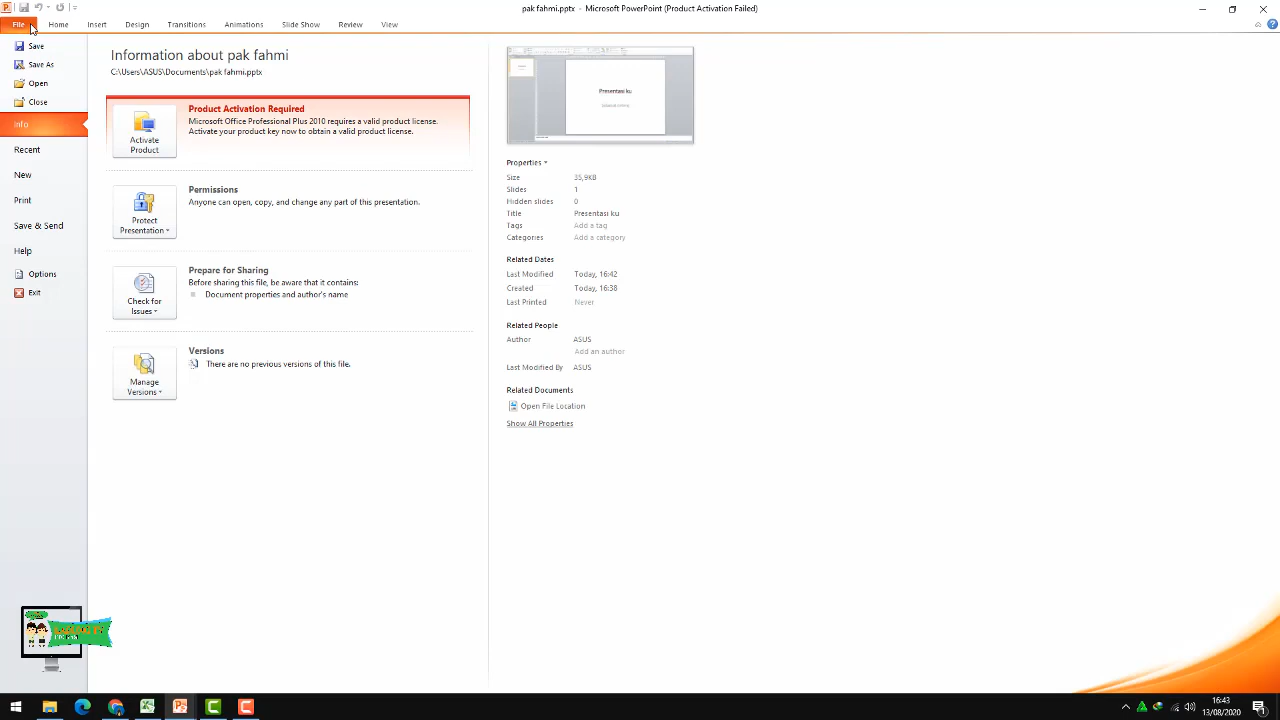 pak fahmi.pptx - Microsoft PowerPoint (Product Activation Failed)
File Home Insert Design Transitions Animations Slide Show Review View
Save
Save As
Open
Close
Info
Recent
New
Print
Save & Send
Help
Options
Exit
Information about pak fahmi
C:\Users\ASUS\Documents\pak fahmi.pptx
Activate
Product
Product Activation Required
Microsoft Office Professional Plus 2010 requires a valid product license.
Activate your product key now to obtain a valid product license.
Protect
Presentation
Permissions
Anyone can open, copy, and change any part of this presentation.
Check for
Issues
Prepare for Sharing
Before sharing this file, be aware that it contains:
Document properties and author's name
Manage
Versions
Versions
There are no previous versions of this file.
Presentasi ku
Properties
Size 35,9KB
Slides 1
Hidden slides 0
Title Presentasi ku
Tags Add a tag
Categories Add a category
Related Dates
Last Modified Today, 16:42
Created Today, 16:38
Last Printed Never
Related People
Author ASUS
Add an author
Last Modified By ASUS
Related Documents
Open File Location
Show All Properties
16:43
13/08/2020